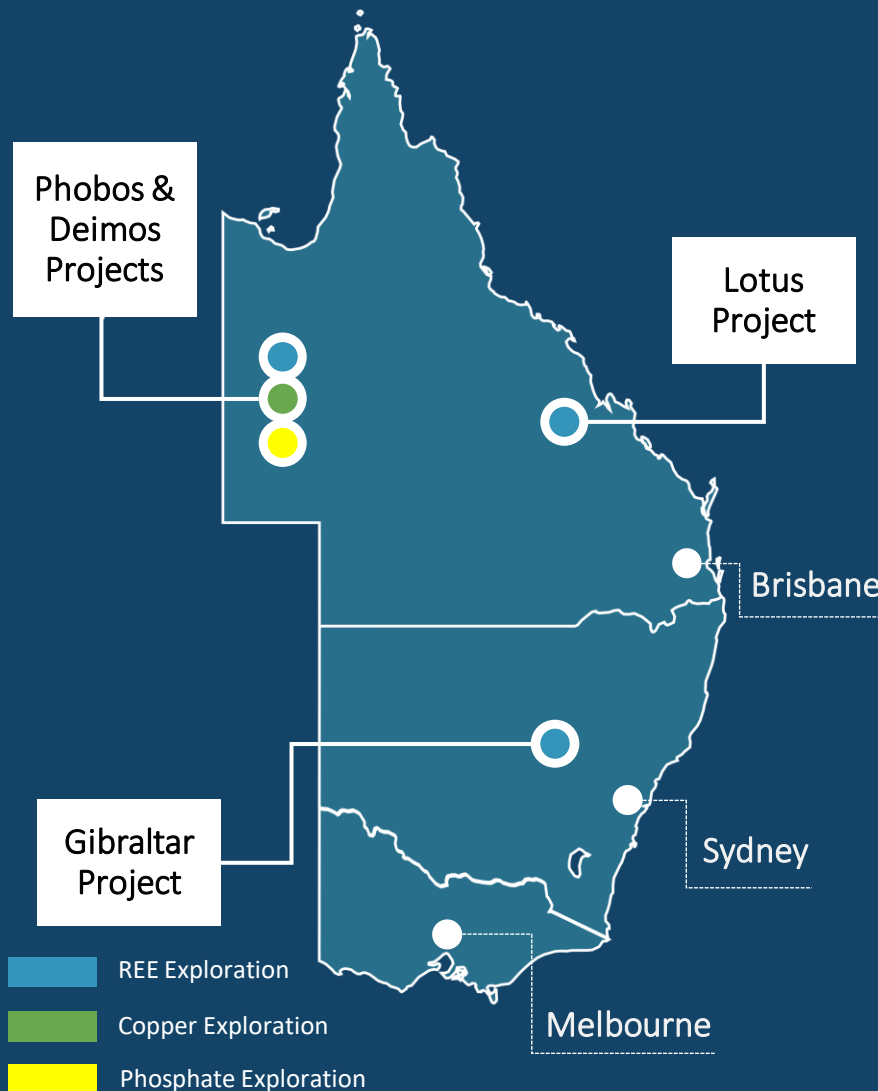 Phobos &
Deimos
Projects
Lotus
Project
Brisbane
Gibraltar
Project
Sydney
Melbourne
REE Exploration
Copper Exploration
Phosphate Exploration